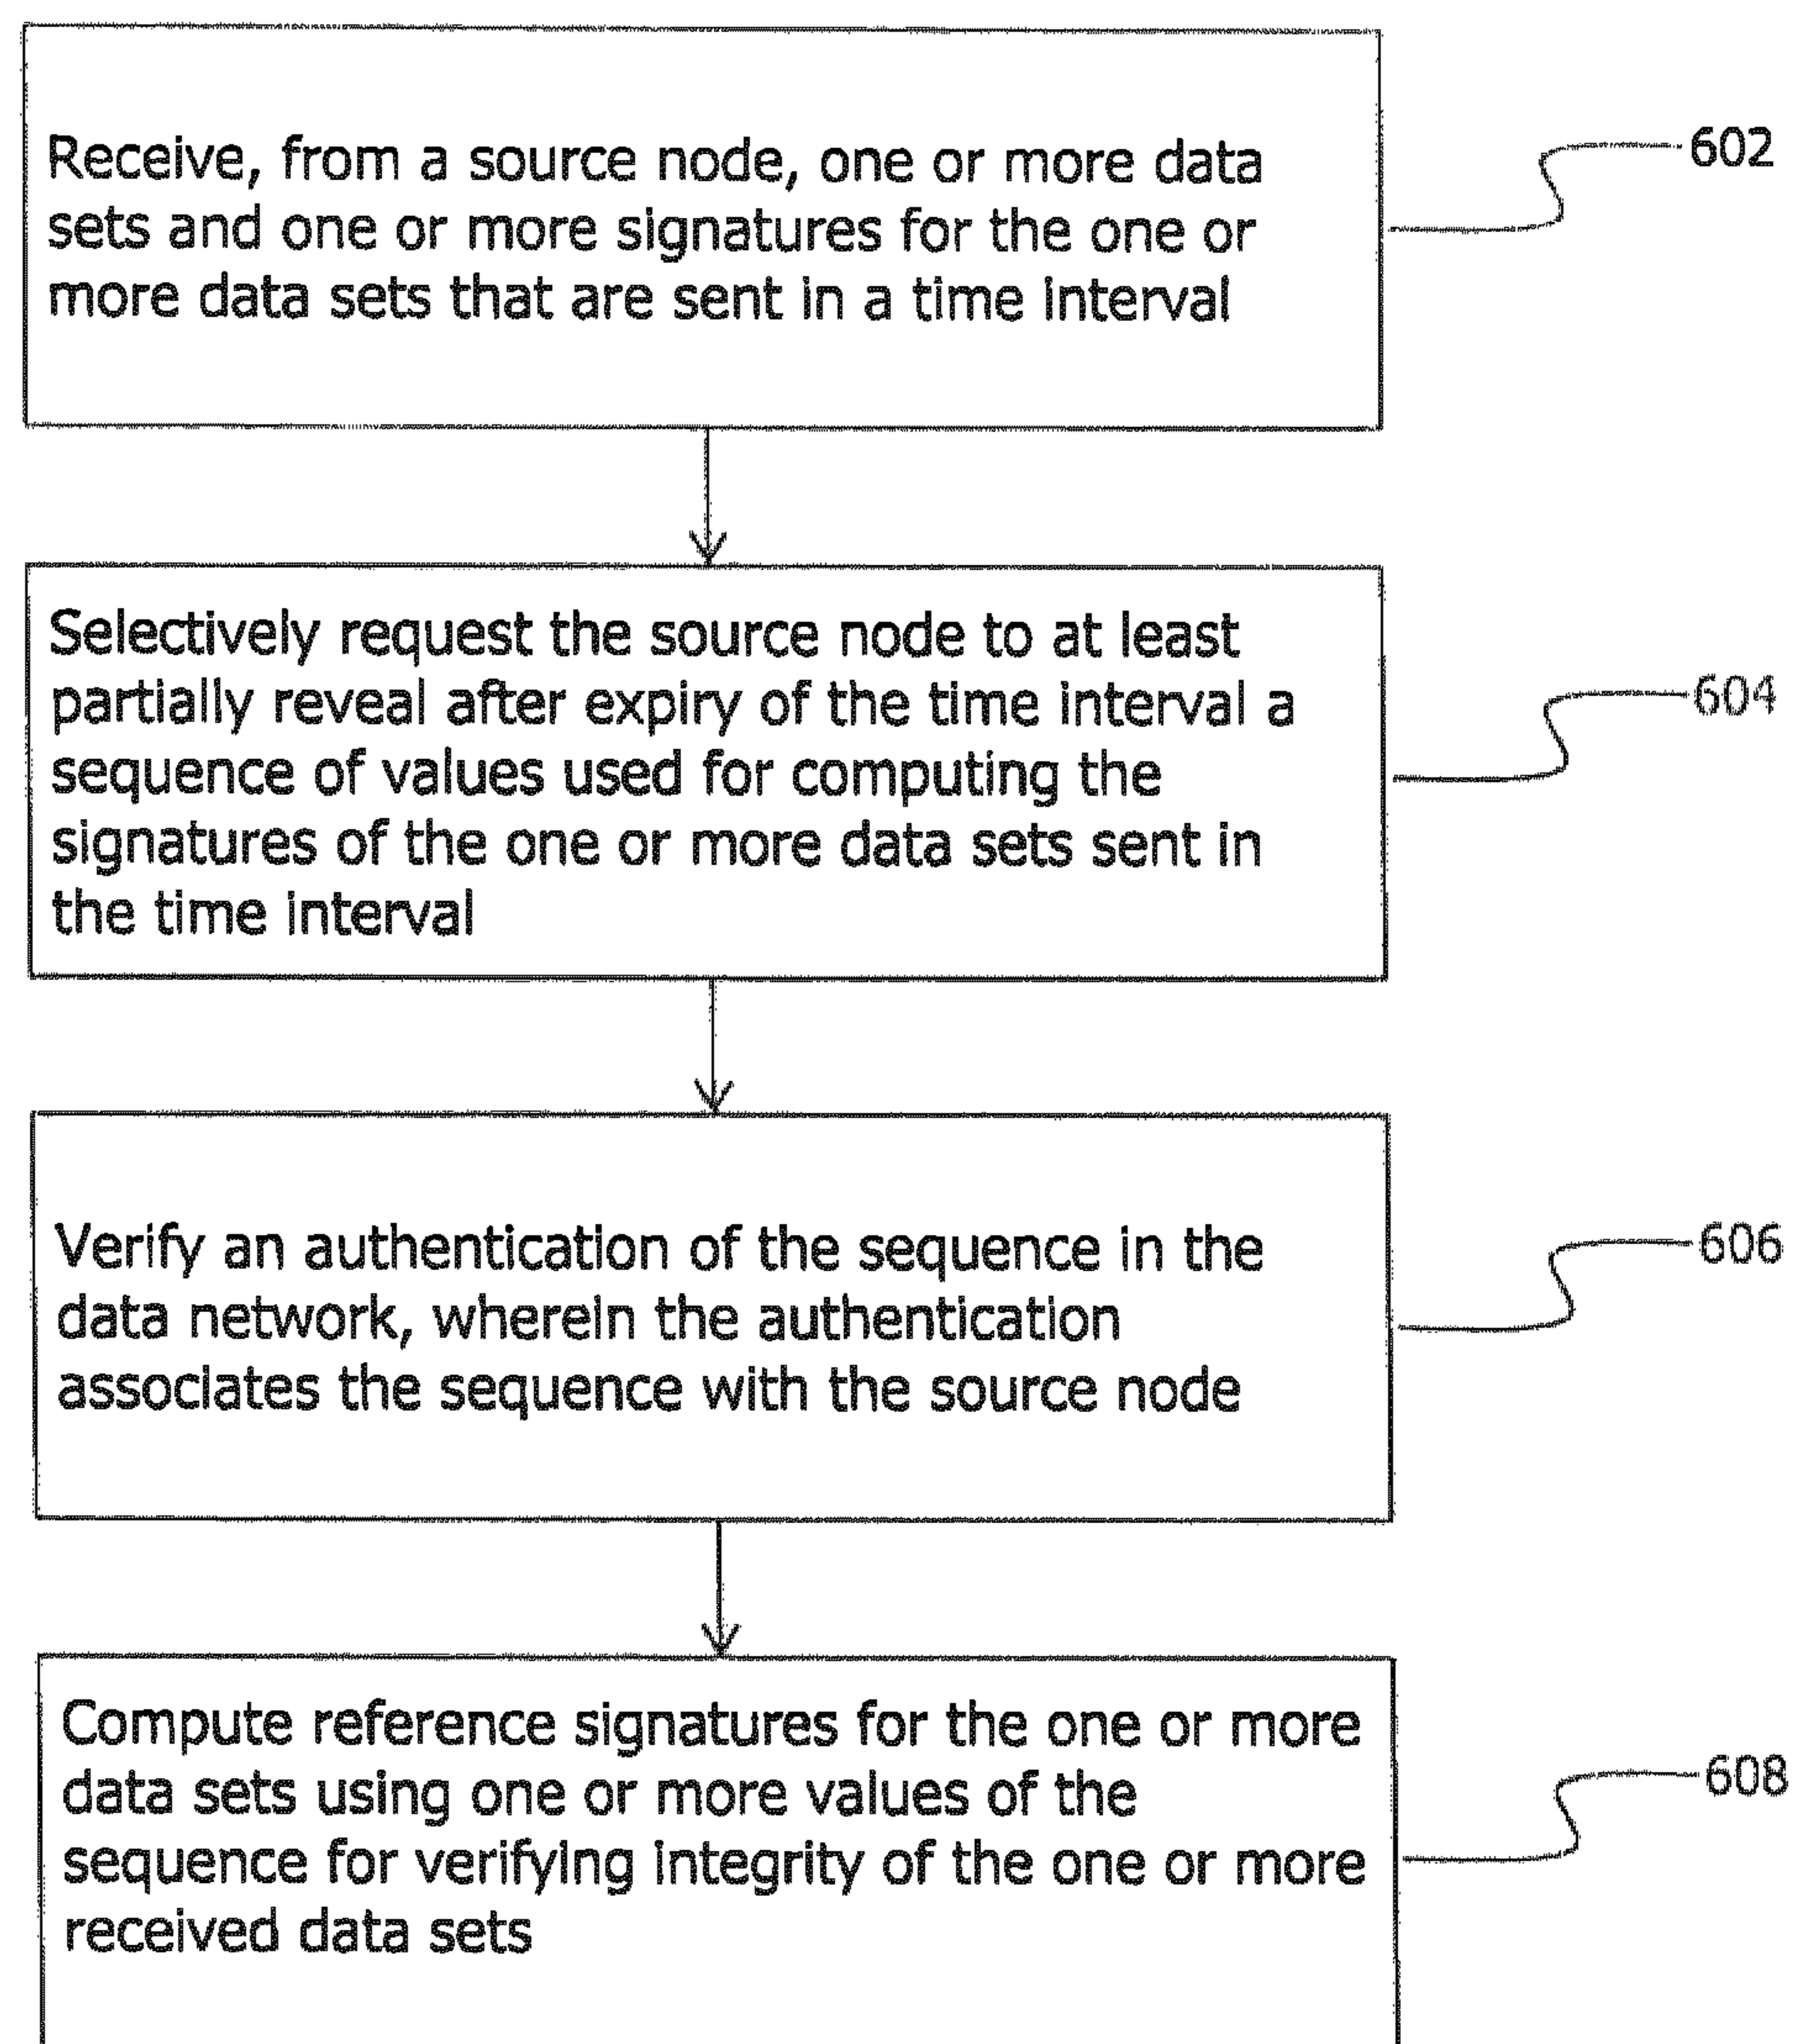 Receive, from a source node, one or more data
sets and one or more signatures for the one or
more data sets that are sent in a time interval
602
Selectively request the source node to at least
partially reveal after expiry of the time interval a
sequence of values used for computing the
signatures of the one or more data sets sent in
the time interval
604
Verify an authentication of the sequence in the
data network, wherein the authentication
associates the sequence with the source node
606
Compute reference signatures for the one or more
data sets using one or more values of the
sequence for verifying integrity of the one or more
received data sets
608